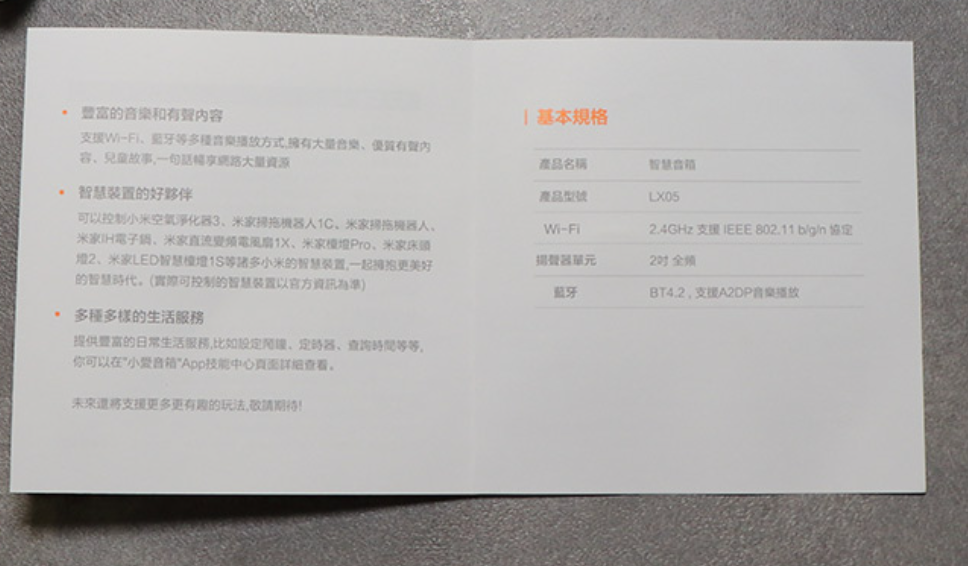 • 豐富的音樂和有聲內容
支援Wi-Fi、藍牙等多種音樂播放方式,擁有大量音樂、優質有聲內
容、兒童故事,一句話暢享網路大量資源
• 智慧裝置的好夥伴
可以控制小米空氣淨化器3、米家掃拖機器人1C、米家掃拖機器人、
米家IH電子鍋、米家直流變頻電風扇1X、米家檯燈Pro、米家床頭
燈2、米家LED智慧檯燈1S等諸多小米的智慧裝置,一起擁抱更美好
的智慧時代。(實際可控制的智慧裝置以官方資訊為準)
• 多種多樣的生活服務
提供豐富的日常生活服務,比如設定鬧鐘、定時器、查詢時間等等,
你可以在"小愛音箱"App技能中心頁面詳細查看。
未來還將支援更多更有趣的玩法,敬請期待!
| 基本規格
產品名稱 智慧音箱
產品型號 LX05
Wi-Fi 2.4GHz 支援 IEEE 802.11 b/g/n 協定
揚聲器單元 2吋 全頻
藍牙 BT4.2 , 支援A2DP音樂播放